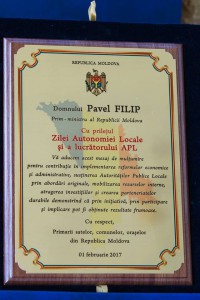 REPUBLICA MOLDOVA
Domnului Pavel FILIP
Prim - ministru al Republicii Moldova
Cu prilejul
Zilei Autonomiei Locale
și a lucrătorului APL
Vă aducem acest mesaj de mulțumire
pentru contribuția în implementarea reformelor economice
și administrative, susținerea Autorităților Publice Locale
prin abordări originale, mobilizarea resurselor interne,
atragerea investițiilor și crearea parteneriatelor
durabile demonstrând că prin inițiativă, prin participare
și implicare pot fi obținute rezultate frumoase.
Cu respect,
Primarii satelor, comunelor, orașelor
din Republica Moldova
01 februarie 2017